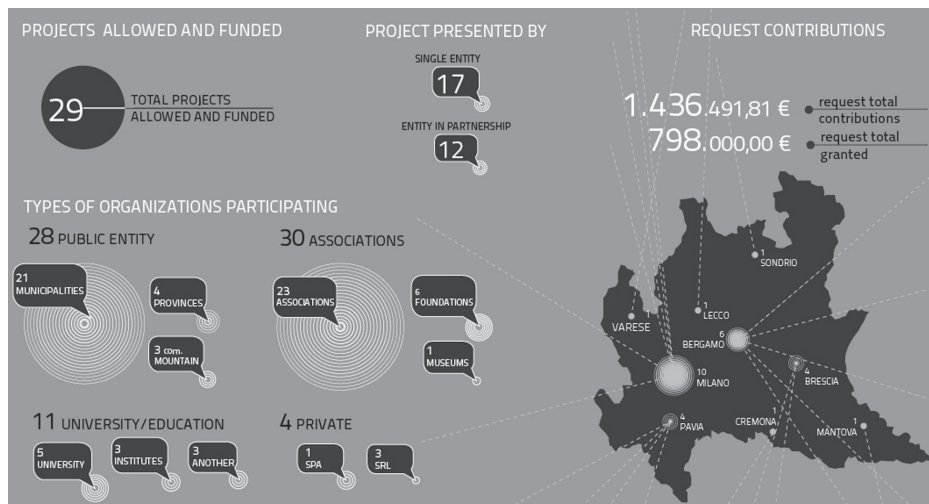 PROJECTS ALLOWED AND FUNDED
29
TOTAL PROJECTS
ALLOWED AND FUNDED
PROJECT PRESENTED BY
SINGLE ENTITY
17
ENTITY IN PARTNERSHIP
12
REQUEST CONTRIBUTIONS
1.436.491,81 €
request total
contributions
798.000,00 €
request total
granted
TYPES OF ORGANIZATIONS PARTICIPATING
28 PUBLIC ENTITY
21
MUNICIPALITIES
4
PROVINCES
3 com.
MOUNTAIN
30 ASSOCIATIONS
23
ASSOCIATIONS
6
FOUNDATIONS
1
MUSEUMS
11 UNIVERSITY/EDUCATION
5
UNIVERSITY
3
INSTITUTES
3
ANOTHER
4 PRIVATE
1
SPA
3
SRL
1
SONDRIO
1
LECCO
1
VARESE
6
BERGAMO
10
MILANO
4
BRESCIA
4
PAVIA
1
CREMONA
1
MANTOVA